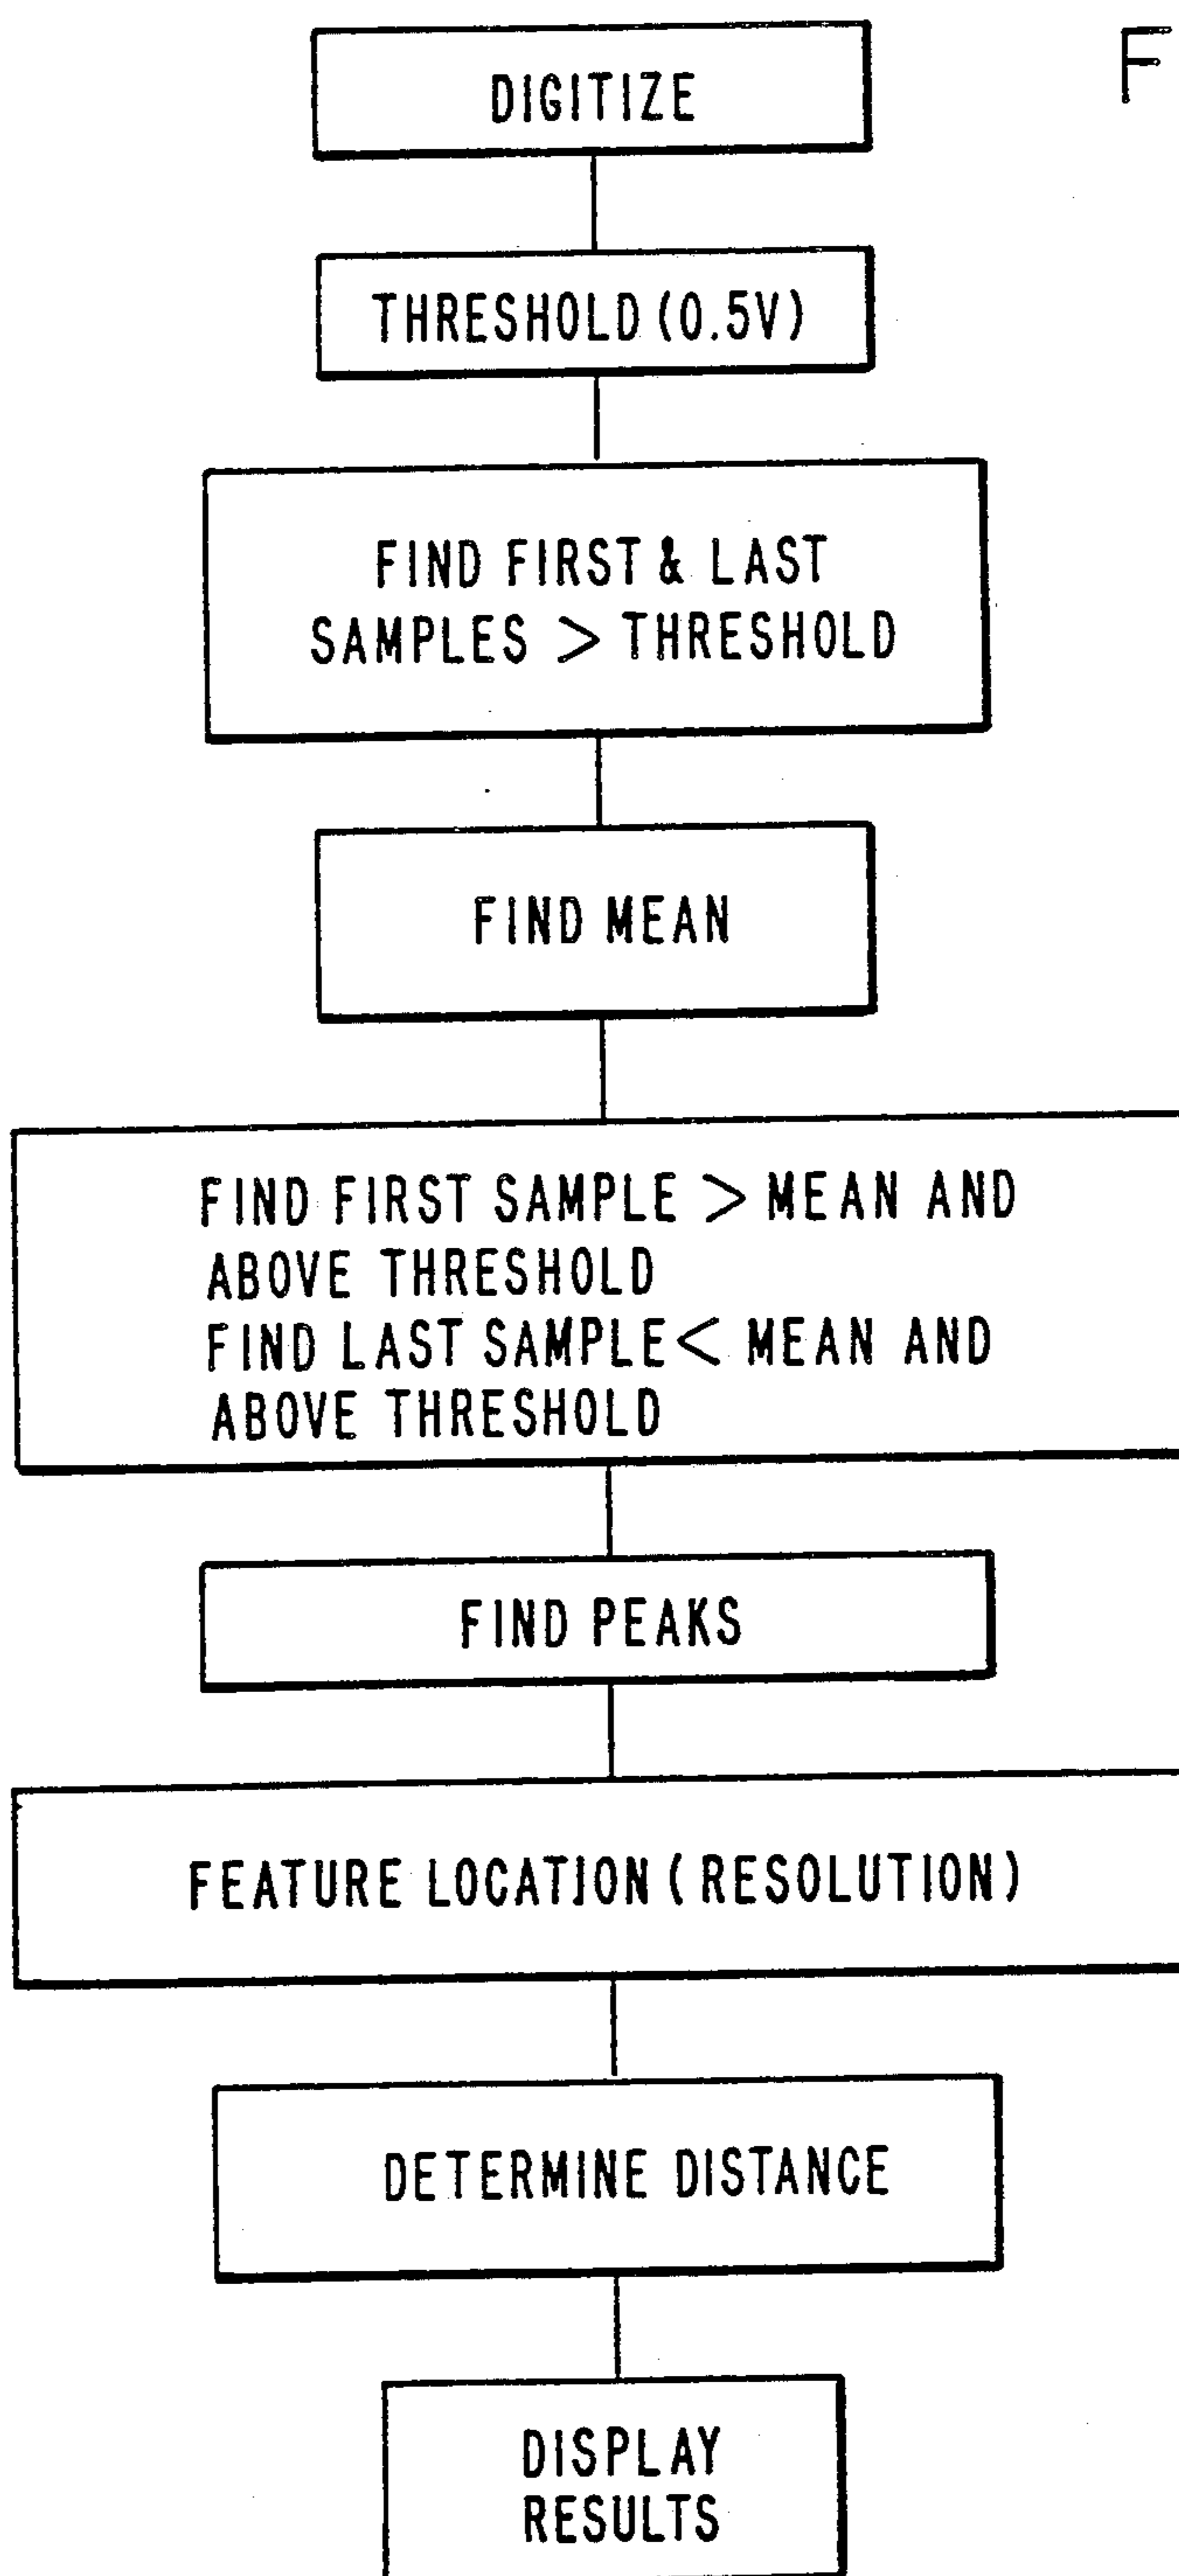 F
DIGITIZE
THRESHOLD (0.5V)
FIND FIRST & LAST
SAMPLES > THRESHOLD
FIND MEAN
FIND FIRST SAMPLE > MEAN AND
ABOVE THRESHOLD
FIND LAST SAMPLE < MEAN AND
ABOVE THRESHOLD
FIND PEAKS
FEATURE LOCATION (RESOLUTION)
DETERMINE DISTANCE
DISPLAY
RESULTS